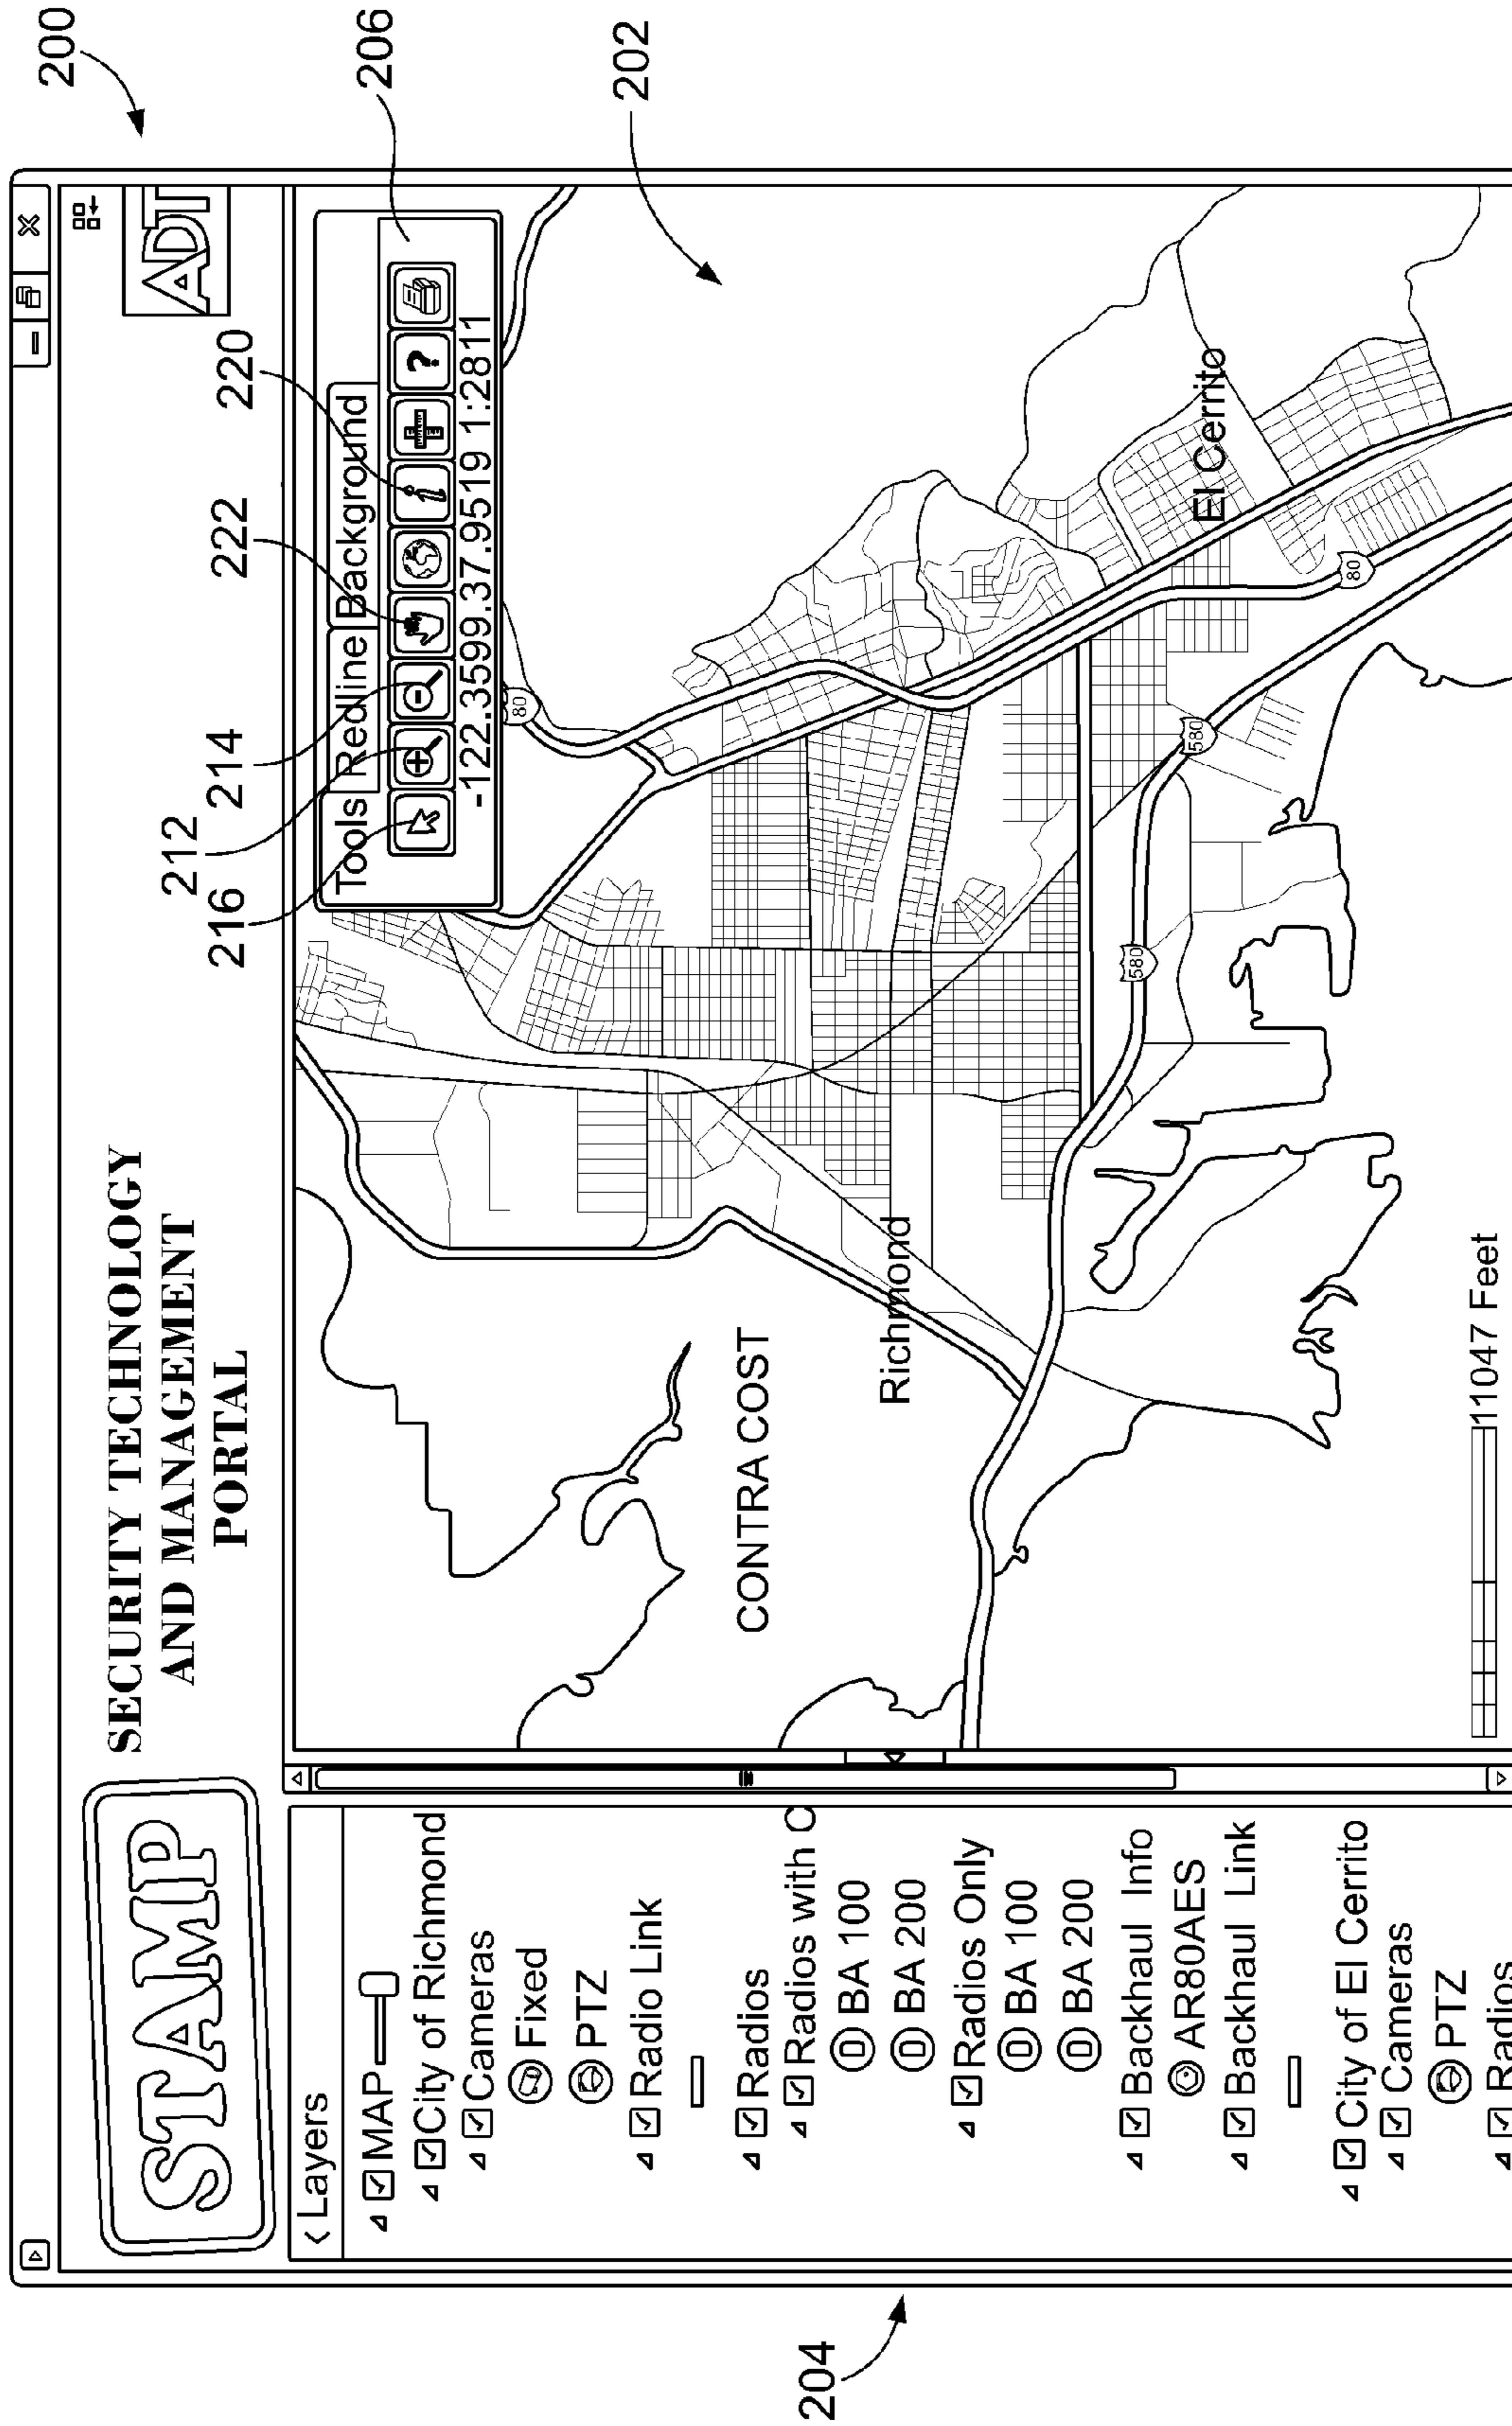 200
STAMP
SECURITY TECHNOLOGY
AND MANAGEMENT
PORTAL
ADT
216
212
214
222
220
206
Tools Redline Background
?
-122.3599.37.9519 1:2811
202
204
Layers
MAP
City of Richmond
Cameras
Fixed
PTZ
Radio Link
Radios
Radios with C
D BA 100
D BA 200
Radios Only
D BA 100
D BA 200
Backhaul Info
AR80AES
Backhaul Link
City of El Cerrito
Cameras
PTZ
Radios
80
CONTRA COST
Richmond
580
580
El Cerrito
80
11047 Feet